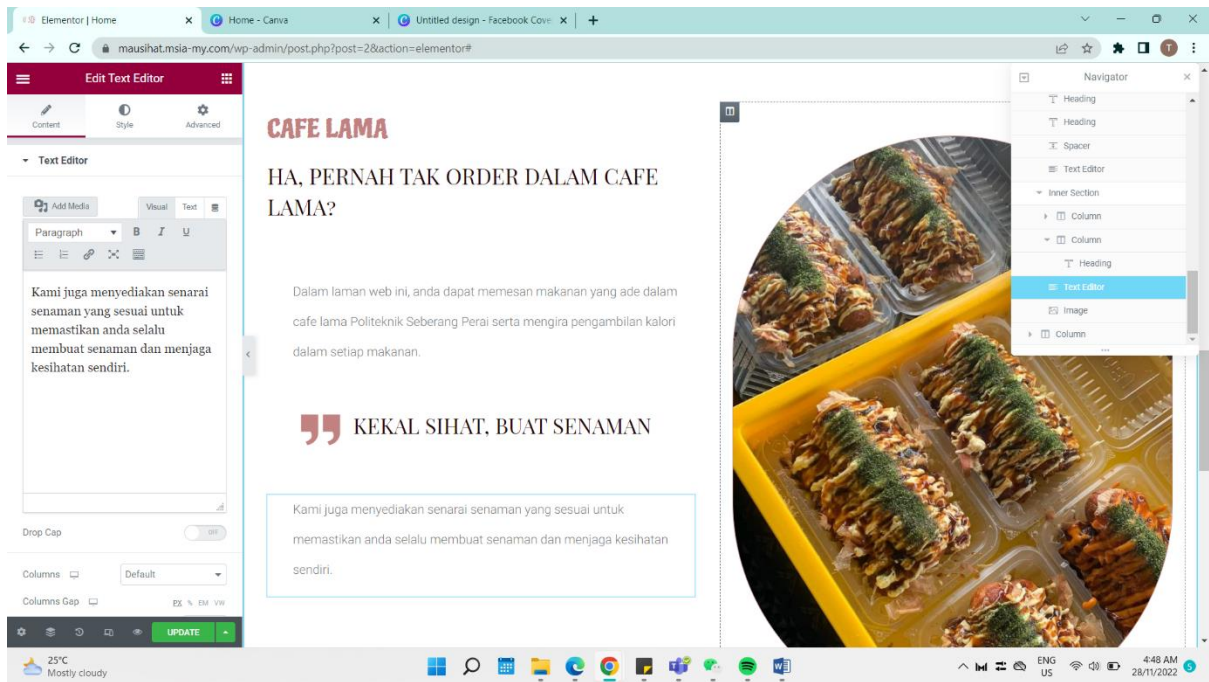 Elementor | Home
Home - Canva
Untitled design - Facebook Cove
mausihat.msia-my.com/wp-admin/post.php?post=2&action=elementor#
T
Edit Text Editor
Content
Style
Advanced
Text Editor
Add Media
Visual
Text
Paragraph
B
I
U
Kami juga menyediakan senarai
senaman yang sesuai untuk
memastikan anda selalu
membuat senaman dan menjaga
kesihatan sendiri.
Drop Cap
OFF
Columns
Default
Columns Gap
PX % EM VW
UPDATE
CAFE LAMA
HA, PERNAH TAK ORDER DALAM CAFE
LAMA?
Dalam laman web ini, anda dapat memesan makanan yang ade dalam
cafe lama Politeknik Seberang Perai serta mengira pengambilan kalori
dalam setiap makanan.
KEKAL SIHAT, BUAT SENAMAN
Kami juga menyediakan senarai senaman yang sesuai untuk
memastikan anda selalu membuat senaman dan menjaga kesihatan
sendiri.
Navigator
Heading
Heading
Spacer
Text Editor
Inner Section
Column
Column
Heading
Text Editor
Image
Column
25°C
Mostly cloudy
ENG
US
4:48 AM
28/11/2022
5